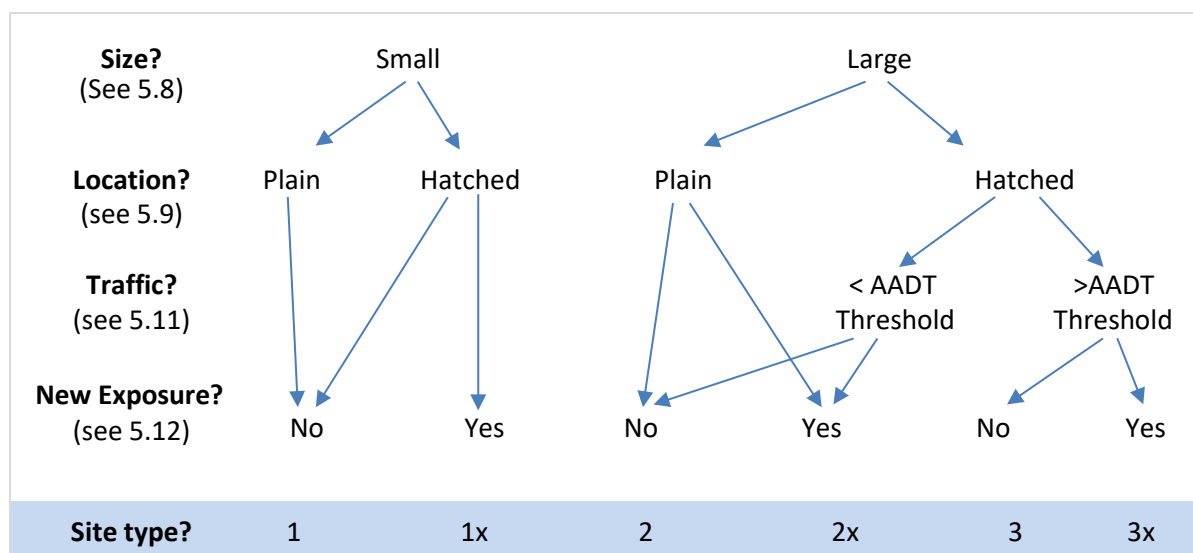 Size? Small Large
(See 5.8)
Location? Plain Hatched Plain Hatched
(see 5.9)
Traffic? < AADT >AADT
(see 5.11) Threshold Threshold
New Exposure?
(see 5.12) No Yes No Yes No Yes
Site type? 1 1x 2 2x 3 3x